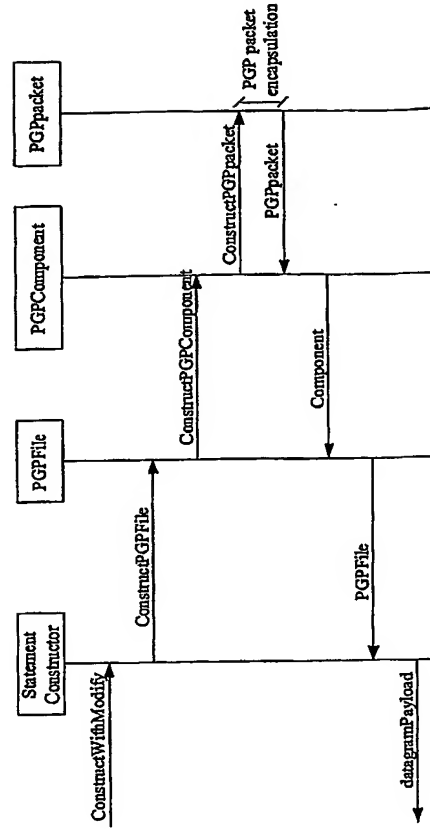 Statement
Constructor
PGPFile
PGPComponent
PGPpacket
ConstructWithModify
ConstructPGPFile
ConstructPGPComponent
ConstructPGPpacket
PGP packet
encapsulation
PGPpacket
Component
PGPFile
datagramPayload